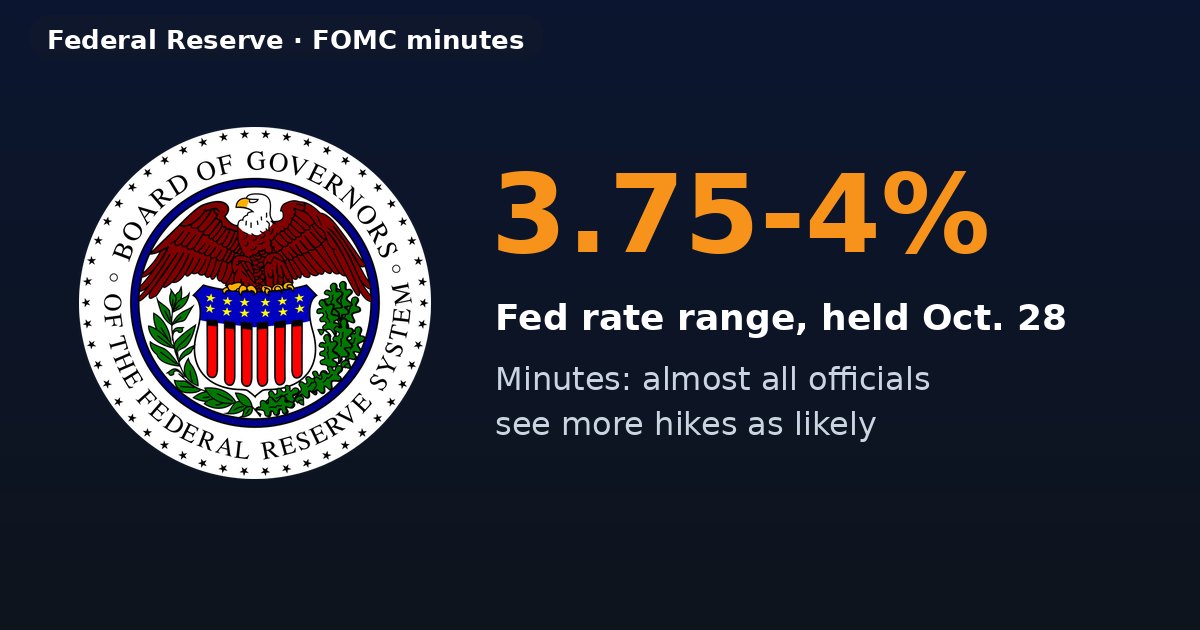 Federal Reserve · FOMC minutes
BOARD OF GOVERNORS
OF THE FEDERAL RESERVE SYSTEM
3.75-4%
Fed rate range, held Oct. 28
Minutes: almost all officials
see more hikes as likely